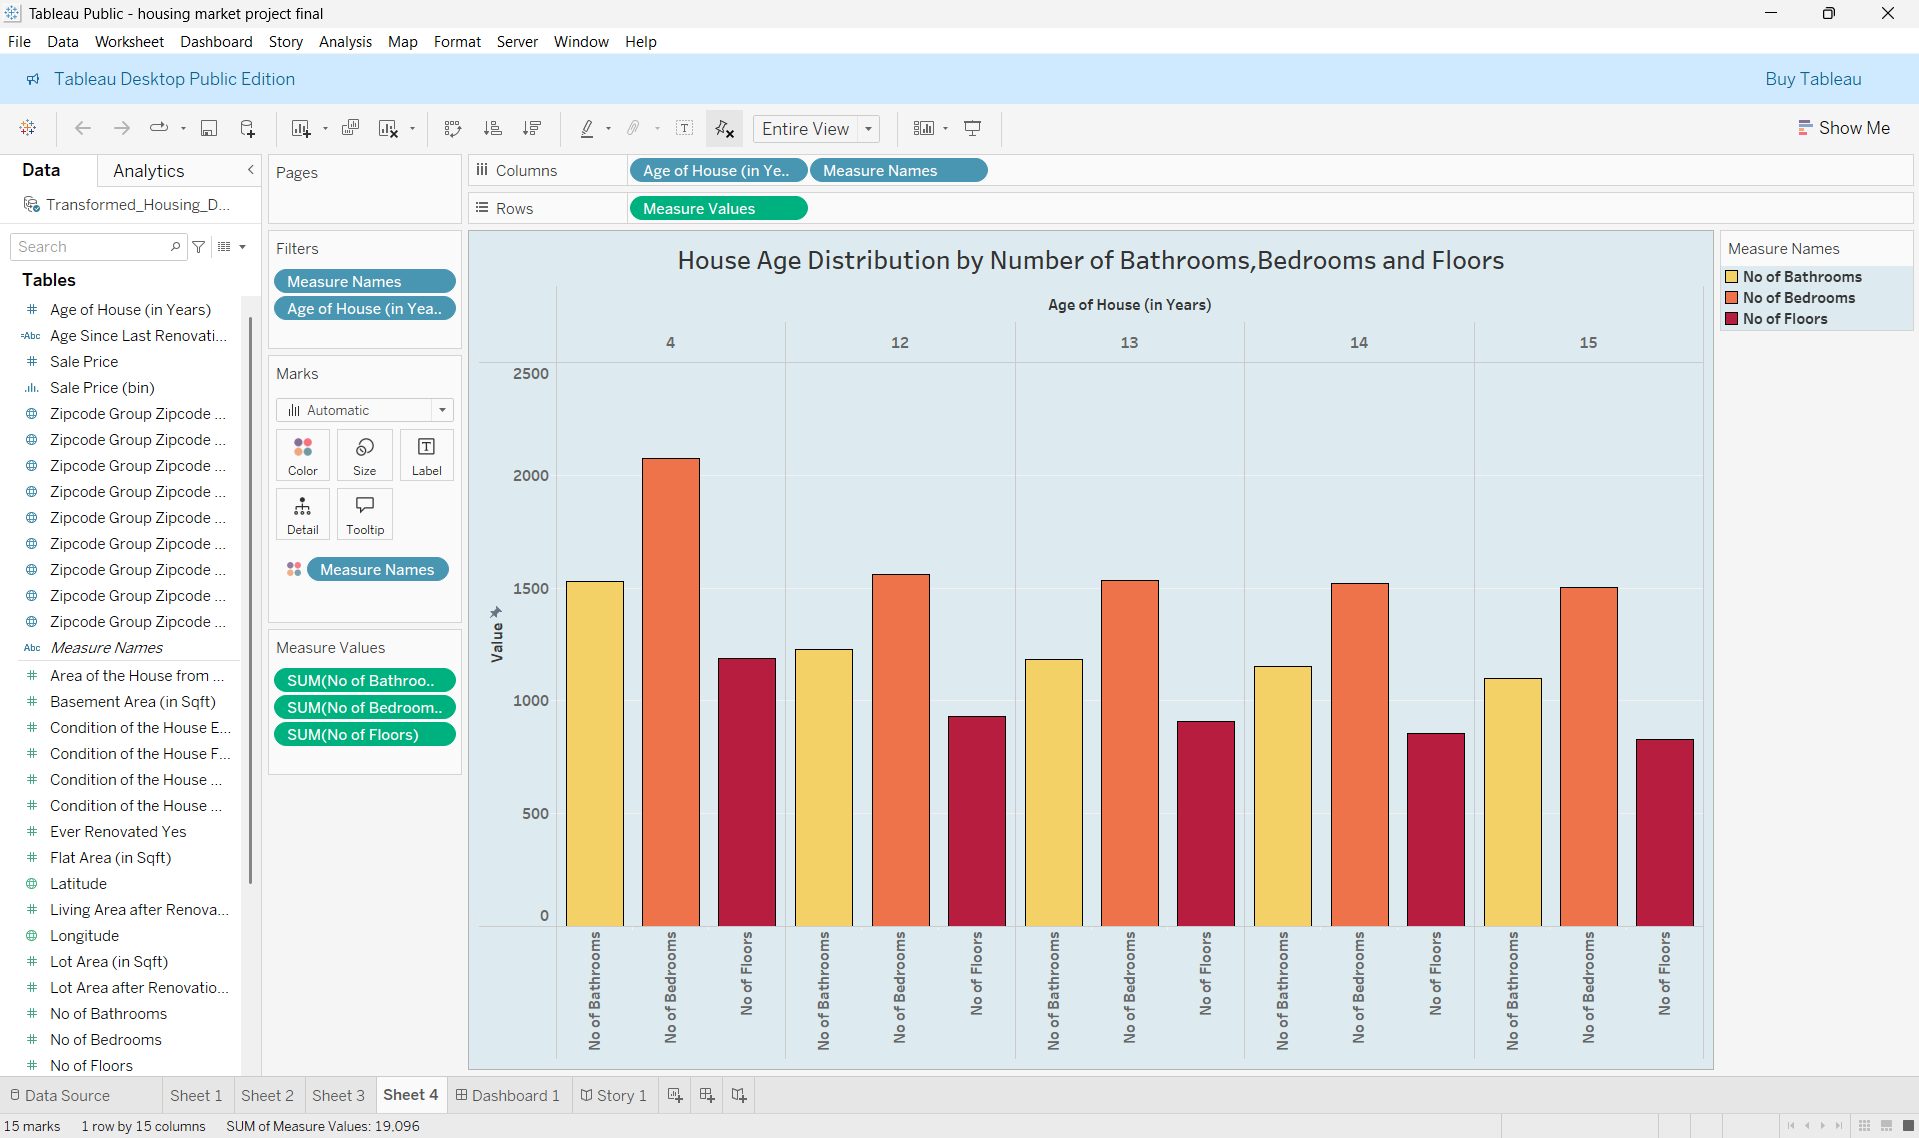 Tableau Public - housing market project final
File Data Worksheet Dashboard Story Analysis Map Format Server Window Help
Tableau Desktop Public Edition
Buy Tableau
Entire View
Show Me
Data
Analytics
Transformed_Housing_D...
Search
Tables
Age of House (in Years)
Abc Age Since Last Renovati...
Sale Price
Sale Price (bin)
Zipcode Group Zipcode ...
Zipcode Group Zipcode ...
Zipcode Group Zipcode ...
Zipcode Group Zipcode ...
Zipcode Group Zipcode ...
Zipcode Group Zipcode ...
Zipcode Group Zipcode ...
Zipcode Group Zipcode ...
Zipcode Group Zipcode ...
Abc Measure Names
Area of the House from ...
Basement Area (in Sqft)
Condition of the House E...
Condition of the House F...
Condition of the House ...
Condition of the House ...
Ever Renovated Yes
Flat Area (in Sqft)
Latitude
Living Area after Renova...
Longitude
Lot Area (in Sqft)
Lot Area after Renovatio...
No of Bathrooms
No of Bedrooms
No of Floors
Pages
Filters
Measure Names
Age of House (in Yea..
Marks
Automatic
Color Size Label
Detail Tooltip
Measure Names
Measure Values
SUM(No of Bathroo..
SUM(No of Bedroom..
SUM(No of Floors)
Columns Age of House (in Ye.. Measure Names
Rows Measure Values
House Age Distribution by Number of Bathrooms,Bedrooms and Floors
Age of House (in Years)
4 12 13 14 15
2500
2000
1500
1000
500
0
Value
No of Bathrooms
No of Bedrooms
No of Floors
No of Bathrooms
No of Bedrooms
No of Floors
No of Bathrooms
No of Bedrooms
No of Floors
No of Bathrooms
No of Bedrooms
No of Floors
No of Bathrooms
No of Bedrooms
No of Floors
Measure Names
No of Bathrooms
No of Bedrooms
No of Floors
Data Source Sheet 1 Sheet 2 Sheet 3 Sheet 4 Dashboard 1 Story 1
15 marks 1 row by 15 columns SUM of Measure Values: 19,096